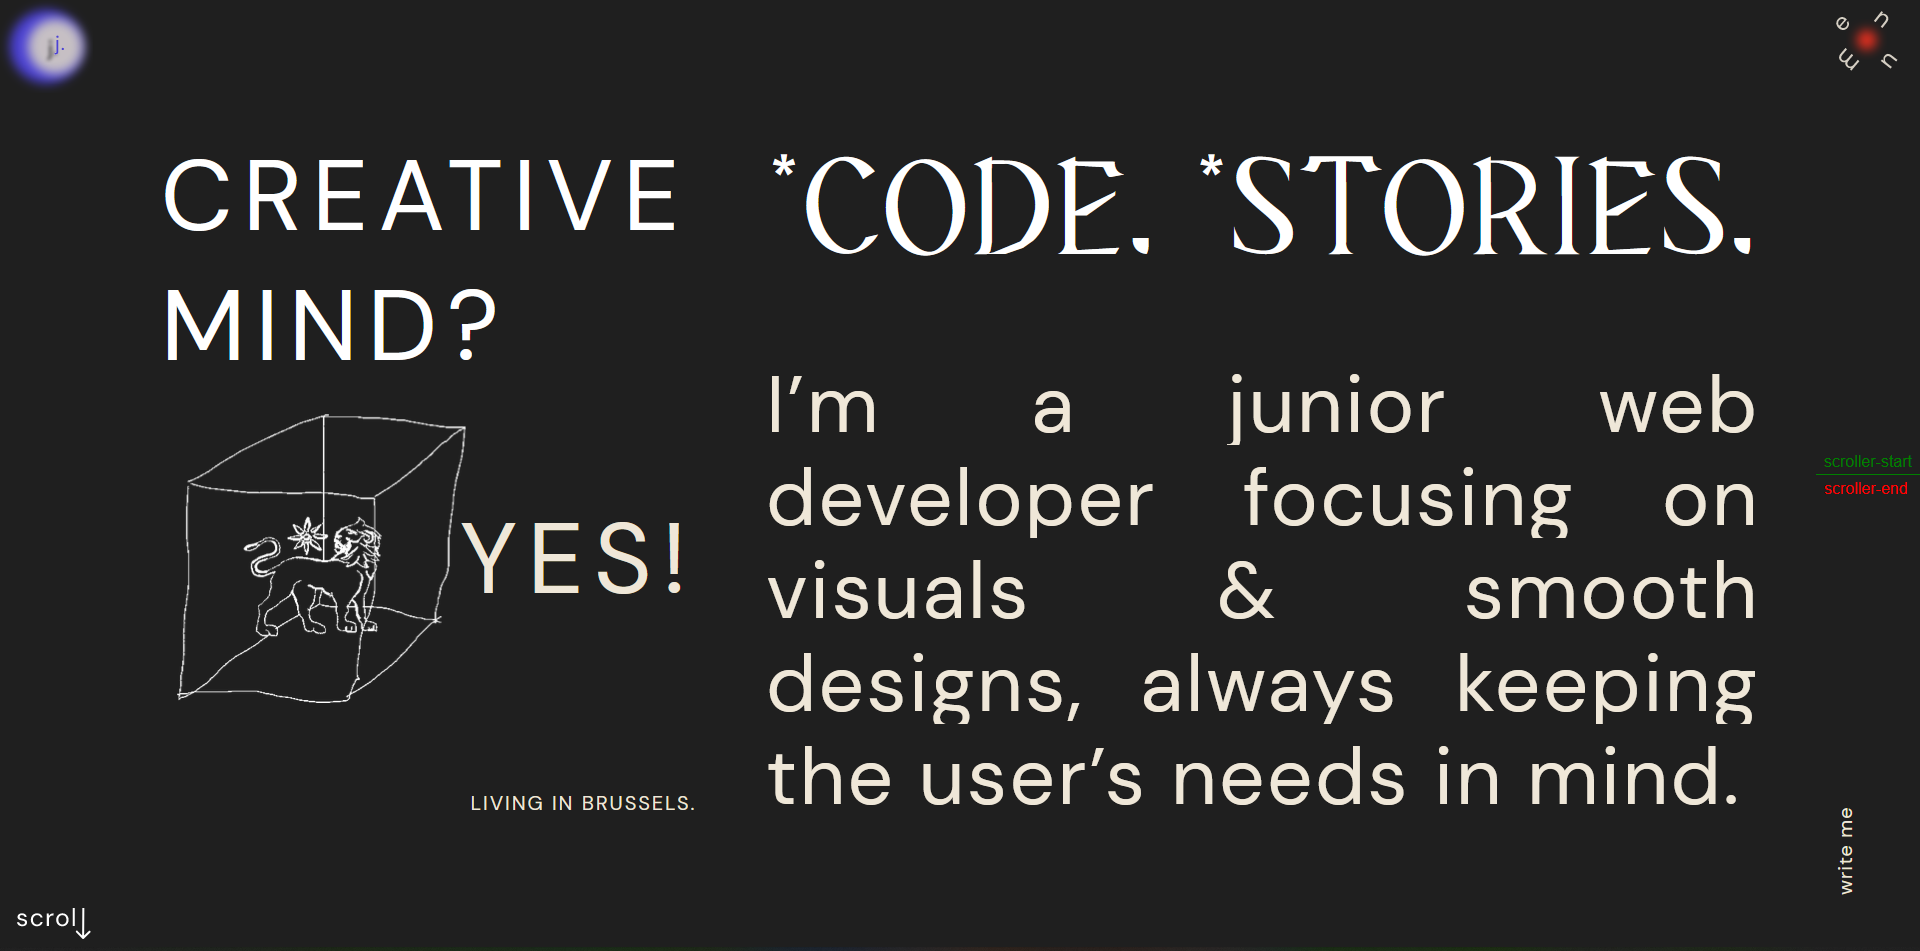 j.
menu
CREATIVE
MIND?
YES!
LIVING IN BRUSSELS.
*CODE. *STORIES.
I’m a junior web
developer focusing on
visuals & smooth
designs, always keeping
the user’s needs in mind.
scroller-start
scroller-end
write me
scroll